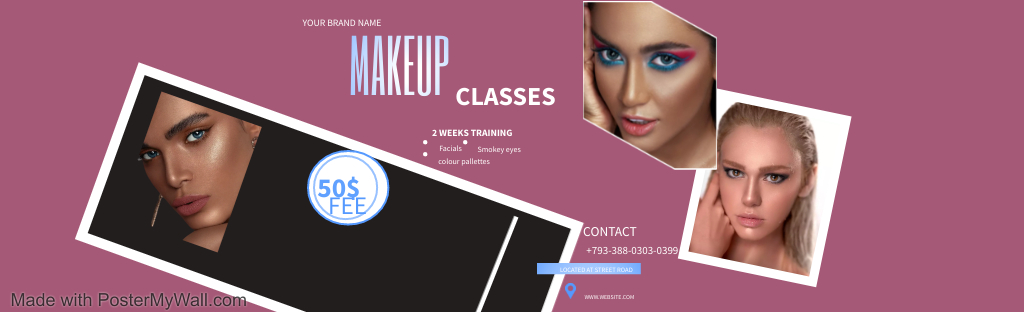 YOUR BRAND NAME
MAKEUP
CLASSES
2 WEEKS TRAINING
Facials
Smokey eyes
colour pallettes
50$
FEE
CONTACT
+793-388-0303-0399
LOCATED AT STREET ROAD
WWW.WEBSITE.COM
Made with PosterMyWall.com